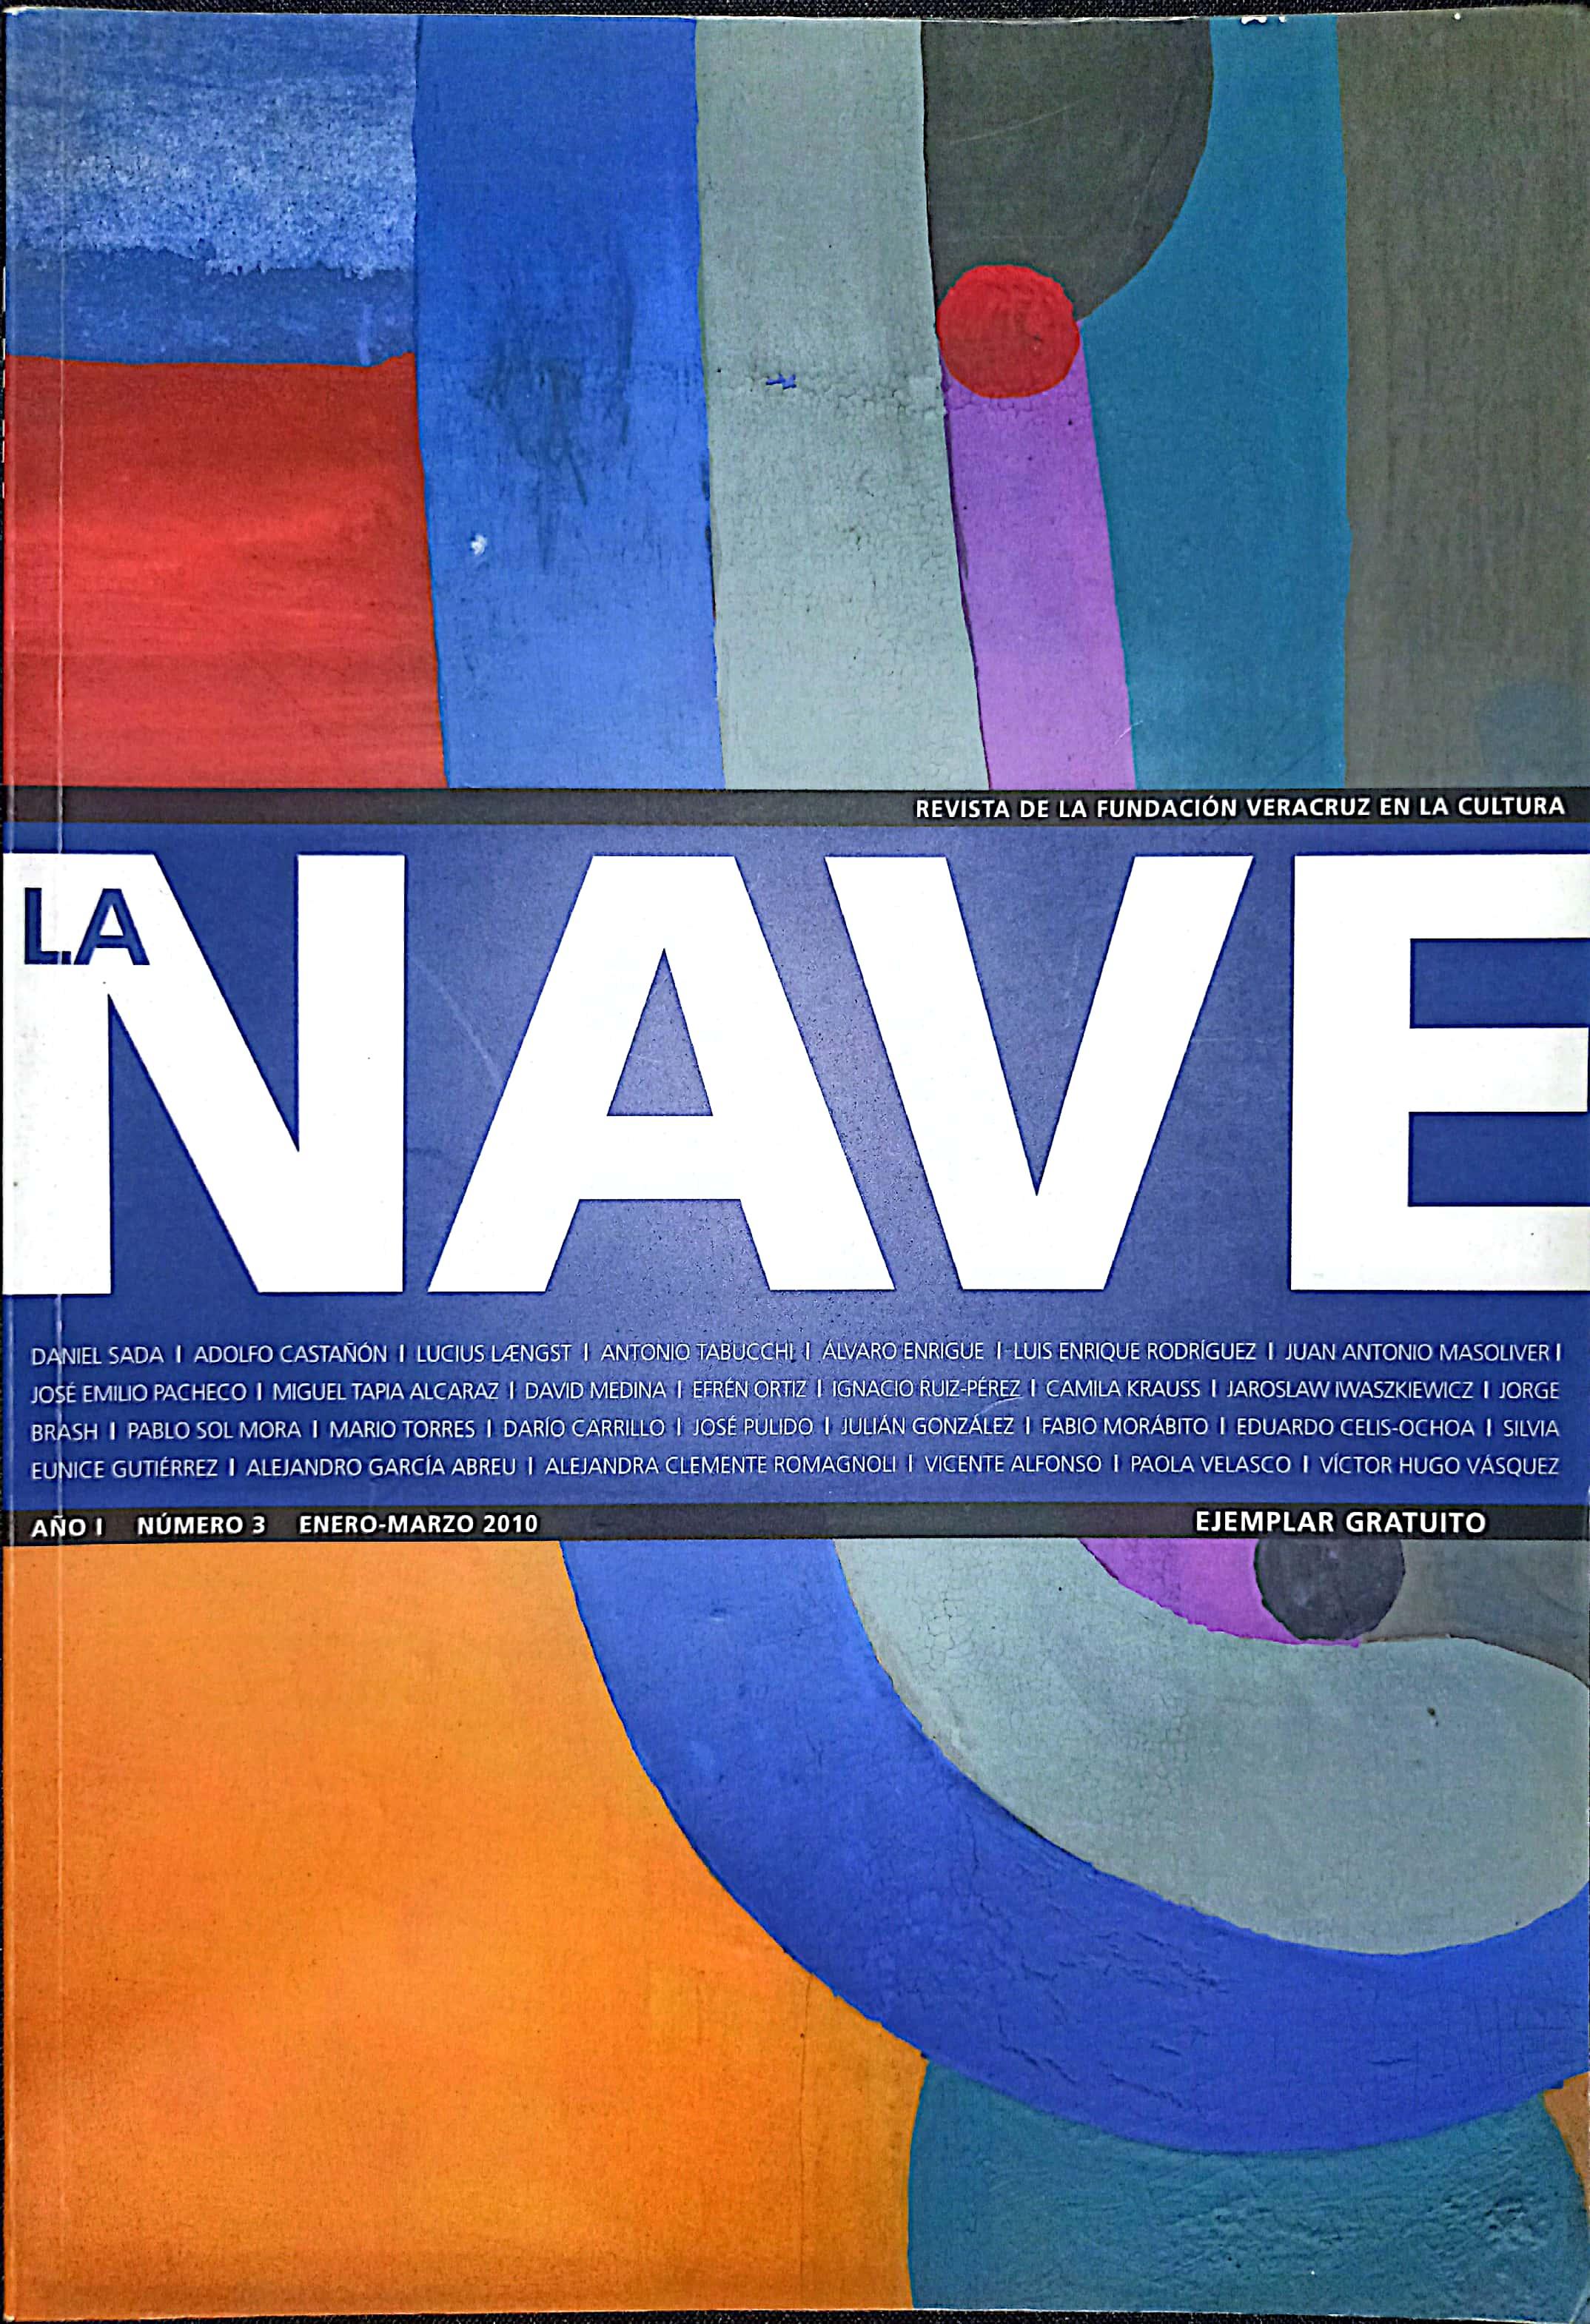 REVISTA DE LA FUNDACIÓN VERACRUZ EN LA CULTURA
LA
NAVE
DANIEL SADA | ADOLFO CASTAÑÓN | LUCIUS LÆNGST | ANTONIO TABUCCHI | ÁLVARO ENRIGUE | LUIS ENRIQUE RODRÍGUEZ | JUAN ANTONIO MASOLIVER |
JOSÉ EMILIO PACHECO | MIGUEL TAPIA ALCARAZ | DAVID MEDINA | EFRÉN ORTIZ | IGNACIO RUIZ-PÉREZ | CAMILA KRAUSS | JAROSLAW IWASZKIEWICZ | JORGE
BRASH | PABLO SOL MORA | MARIO TORRES | DARÍO CARRILLO | JOSÉ PULIDO | JULIÁN GONZÁLEZ | FABIO MORÁBITO | EDUARDO CELIS-OCHOA | SILVIA
EUNICE GUTIÉRREZ | ALEJANDRO GARCÍA ABREU | ALEJANDRA CLEMENTE ROMAGNOLI | VICENTE ALFONSO | PAOLA VELASCO | VÍCTOR HUGO VÁSQUEZ
AÑO I NÚMERO 3 ENERO-MARZO 2010 EJEMPLAR GRATUITO